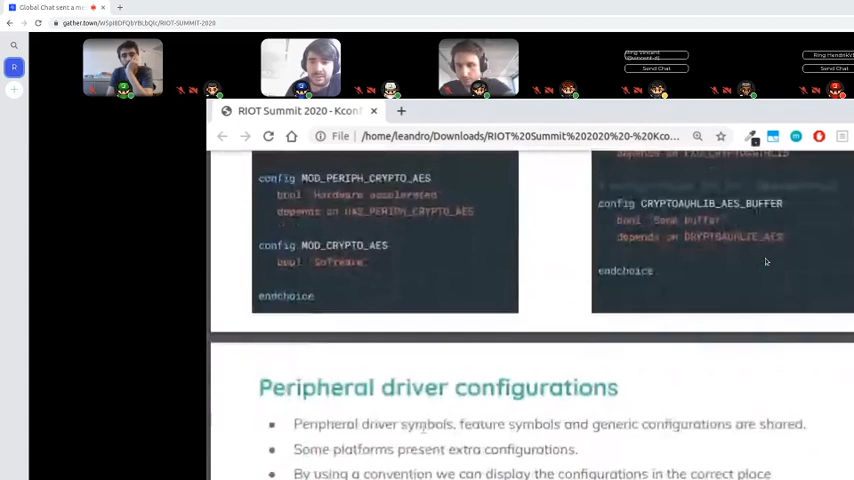 Global Chat sent a m
gather.town/WSpIIIDFQbYBLbQlc/RIOT-SUMMIT-2020
R
Send Chat
Send Chat
RIOT Summit 2020 - Kconf
File
/home/leandro/Downloads/RIOT%20Summit%202020%20-%20Kco...
config MOD_PERIPH_CRYPTO_AES
bool "Hardware accelerated"
depends on HAS_PERIPH_CRYPTO_AES
config MOD_CRYPTO_AES
bool "Software"
endchoice
config CRYPTOAUHLIB_AES_BUFFER
bool "Some buffer"
depends on CRYPTOAUHLIB_AES
endchoice
Peripheral driver configurations
Peripheral driver symbols, feature symbols and generic configurations are shared.
Some platforms present extra configurations.
By using a convention we can display the configurations in the correct place